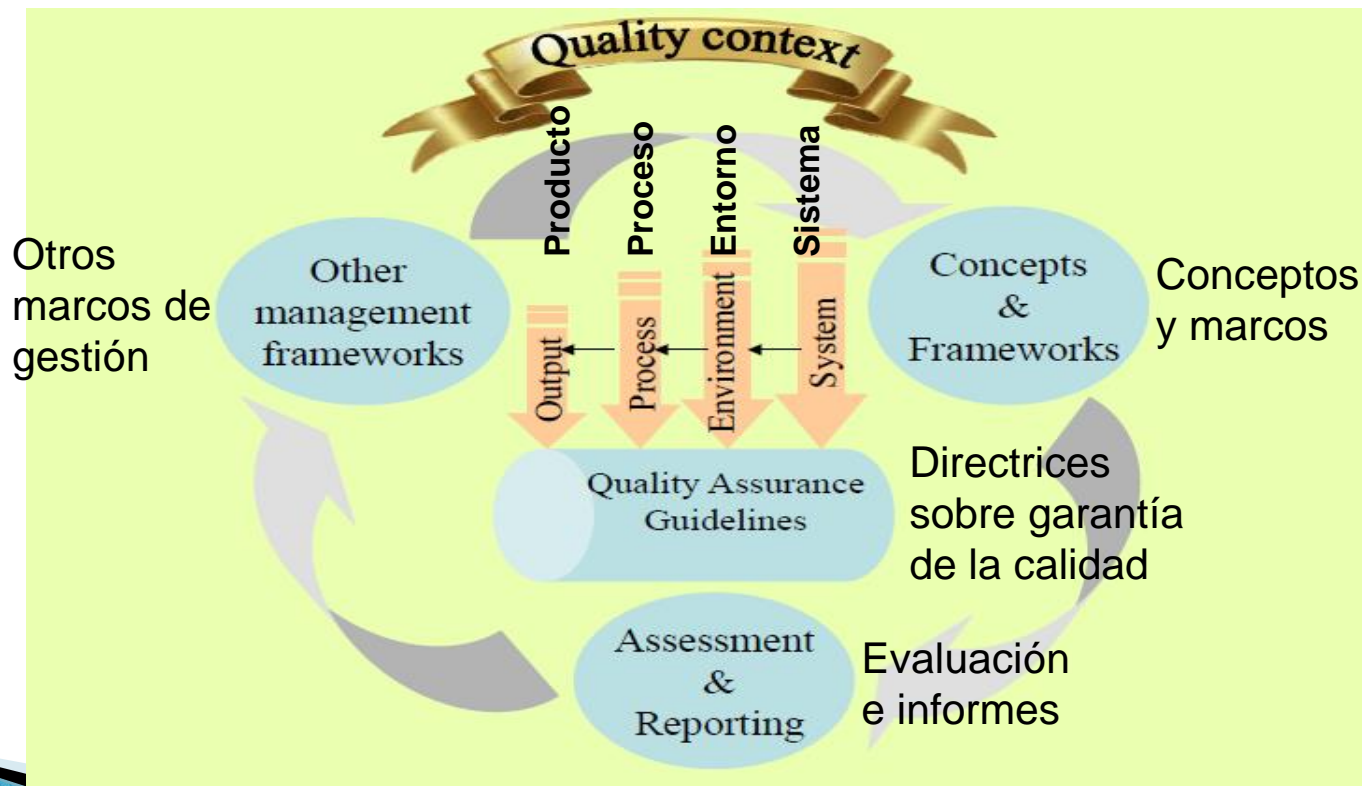 Quality context
Producto
Proceso
Entorno
Sistema
Otros
marcos de
gestión
Other
management
frameworks
Output
Process
Environment
System
Concepts
&
Frameworks
Conceptos
y marcos
Quality Assurance
Guidelines
Directrices
sobre garantía
de la calidad
Assessment
&
Reporting
Evaluación
e informes